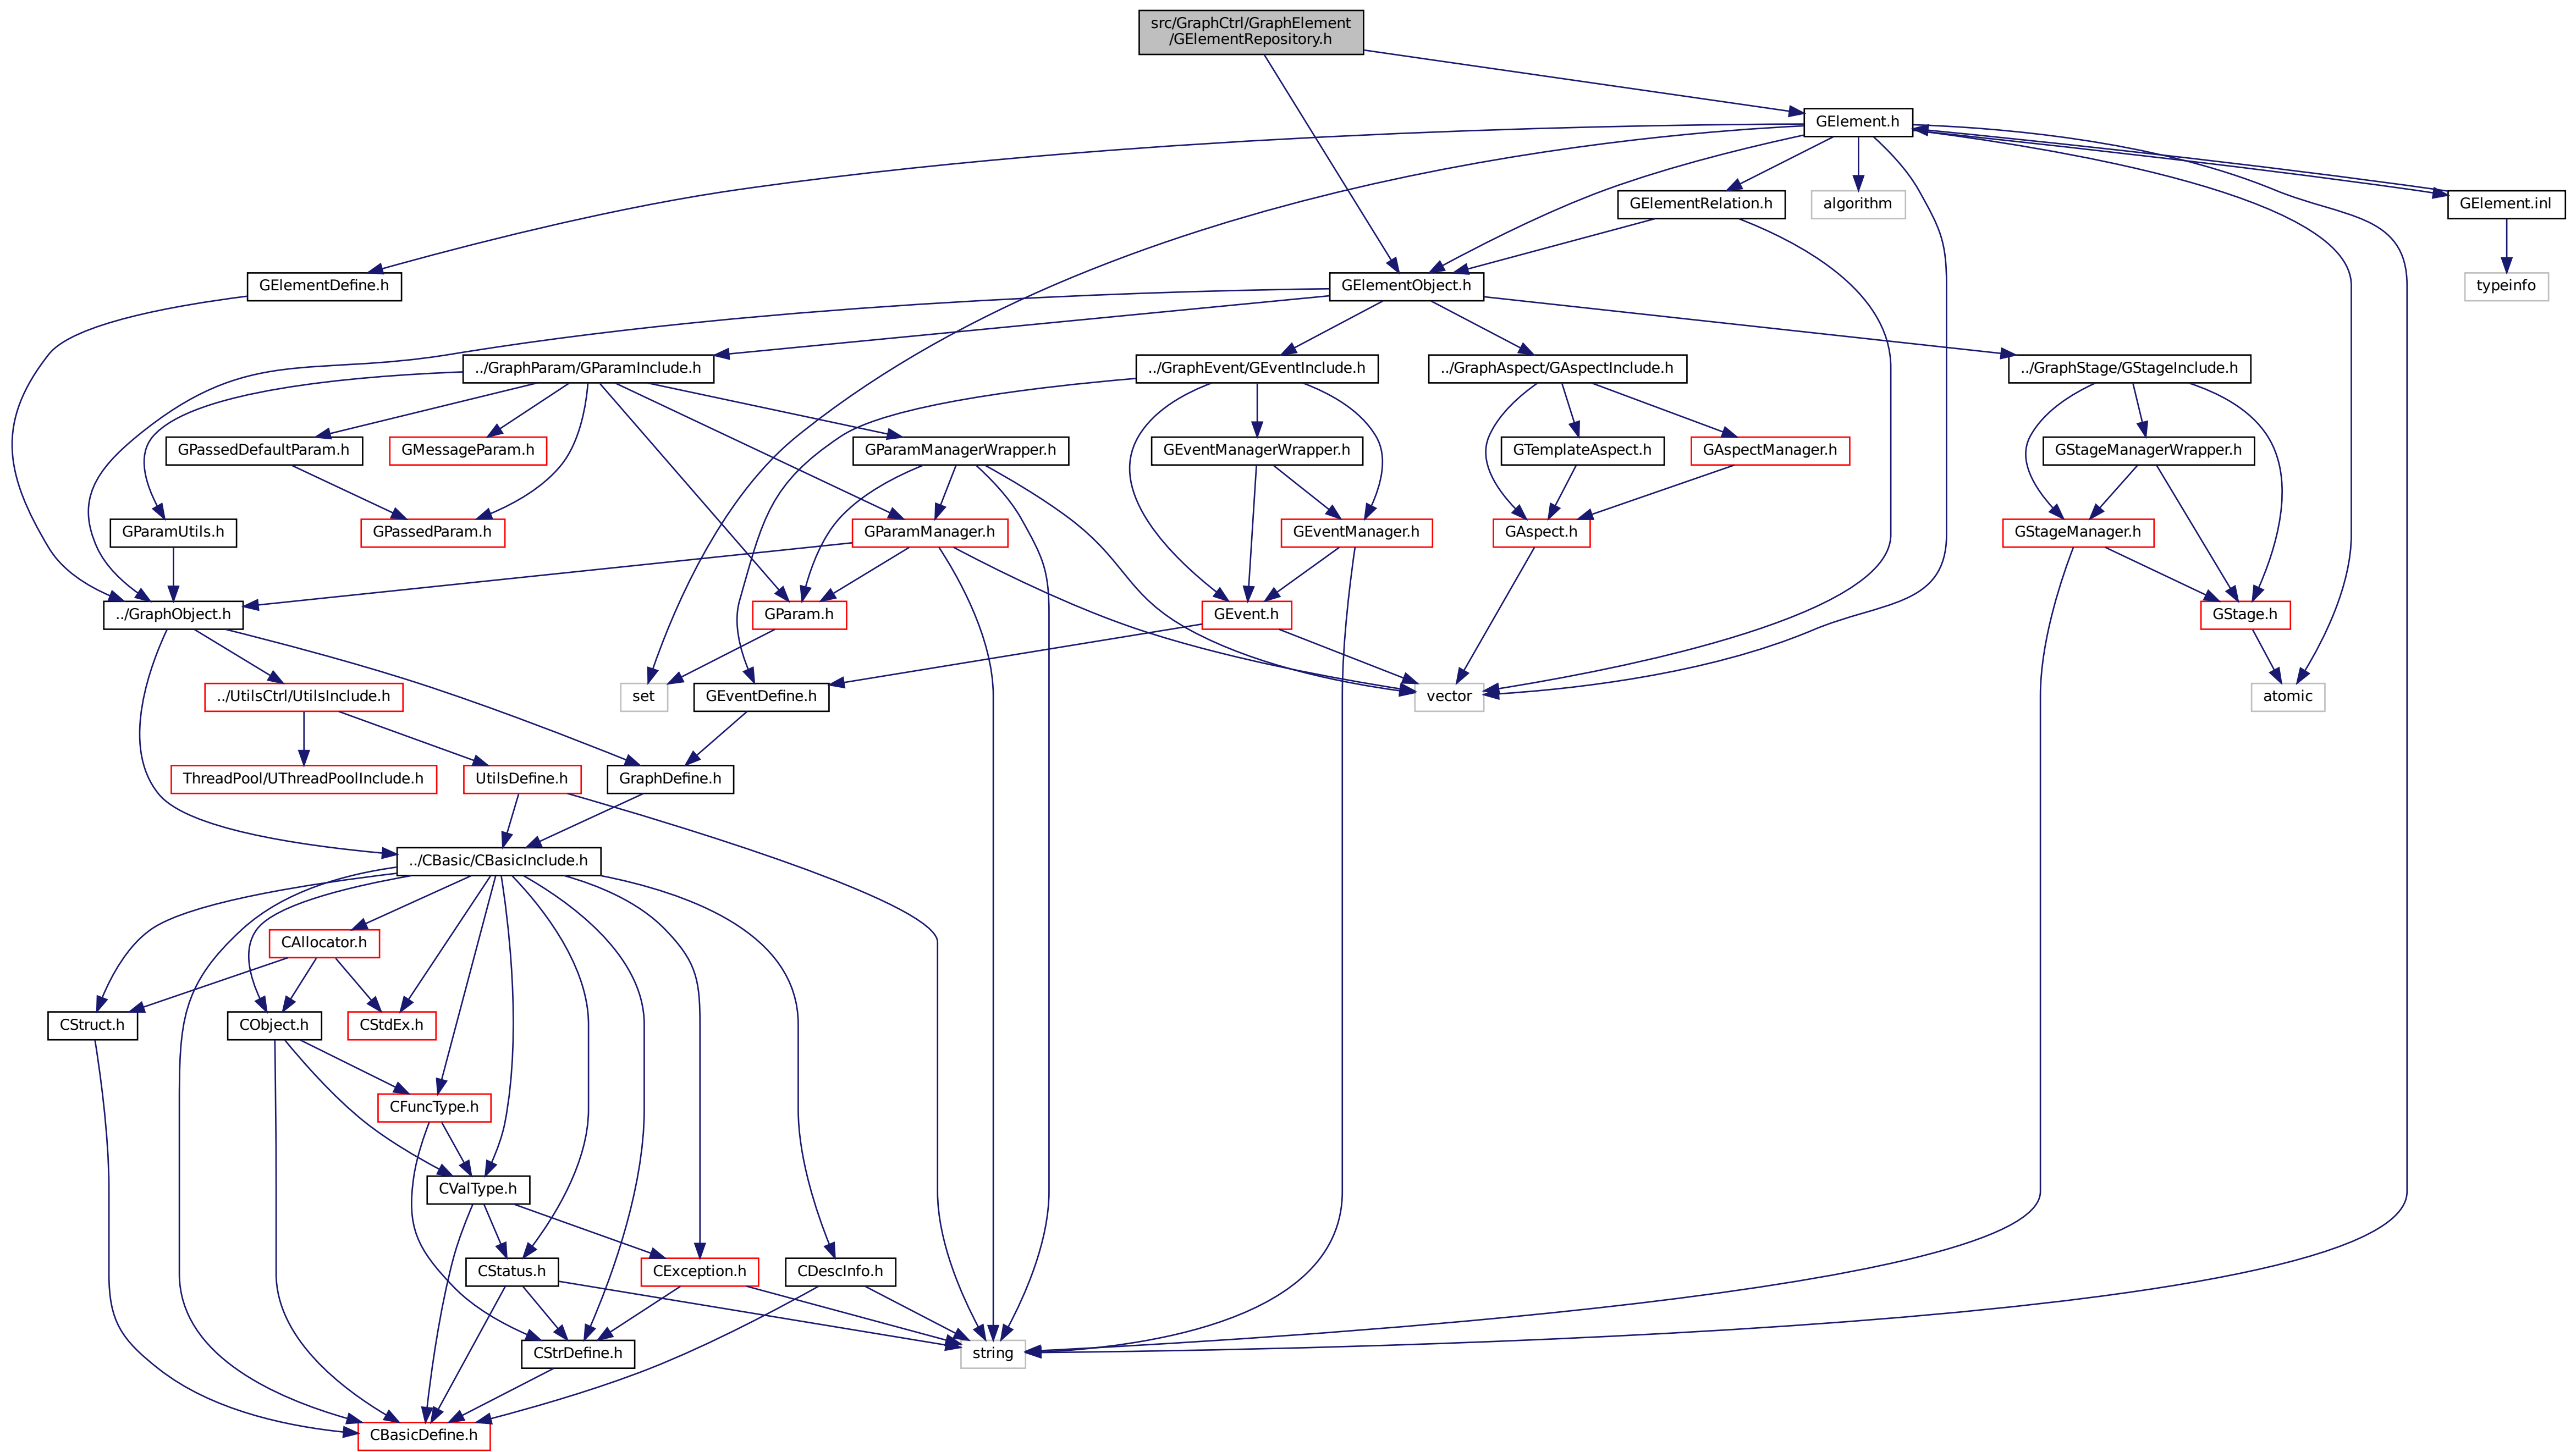 src/GraphCtrl/GraphElement
/GElementRepository.h
GElement.h
GElementRelation.h
algorithm
GElement.inl
GElementDefine.h
GElementObject.h
typeinfo
../GraphParam/GParamInclude.h
../GraphEvent/GEventInclude.h
../GraphAspect/GAspectInclude.h
../GraphStage/GStageInclude.h
GPassedDefaultParam.h
GMessageParam.h
GParamManagerWrapper.h
GEventManagerWrapper.h
GTemplateAspect.h
GAspectManager.h
GStageManagerWrapper.h
GParamUtils.h
GPassedParam.h
GParamManager.h
GEventManager.h
GAspect.h
GStageManager.h
../GraphObject.h
GParam.h
GEvent.h
GStage.h
../UtilsCtrl/UtilsInclude.h
set
GEventDefine.h
vector
atomic
ThreadPool/UThreadPoolInclude.h
UtilsDefine.h
GraphDefine.h
../CBasic/CBasicInclude.h
CAllocator.h
CStruct.h
CObject.h
CStdEx.h
CFuncType.h
CValType.h
CStatus.h
CException.h
CDescInfo.h
CStrDefine.h
string
CBasicDefine.h